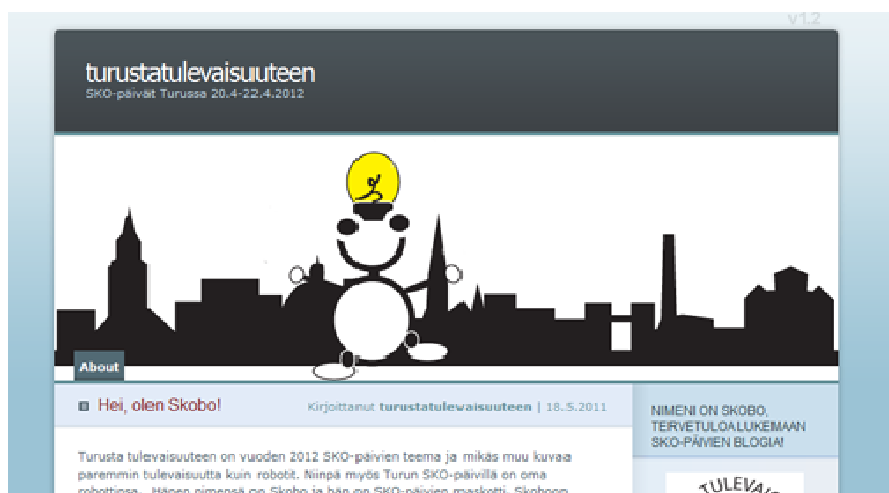 v1.2
turustatulevaisuuteen
SKO-päivät Turussa 20.4-22.4.2012
About
Hei, olen Skobo!
Kirjoittanut turustatulevaisuuteen | 18.5.2011
Turusta tulevaisuuteen on vuoden 2012 SKO-päivien teema ja mikäs muu kuvaa
paremmin tulevaisuutta kuin robotit. Niinpä myös Turun SKO-päivillä on oma
robottinsa. Hänen nimensä on Skobo ja hän on SKO-päivien maskotti. Skoboon
NIMENI ON SKOBO,
TERVETULOALUKEMAAN
SKO-PÄIVIEN BLOGIA!
TULEVAIS